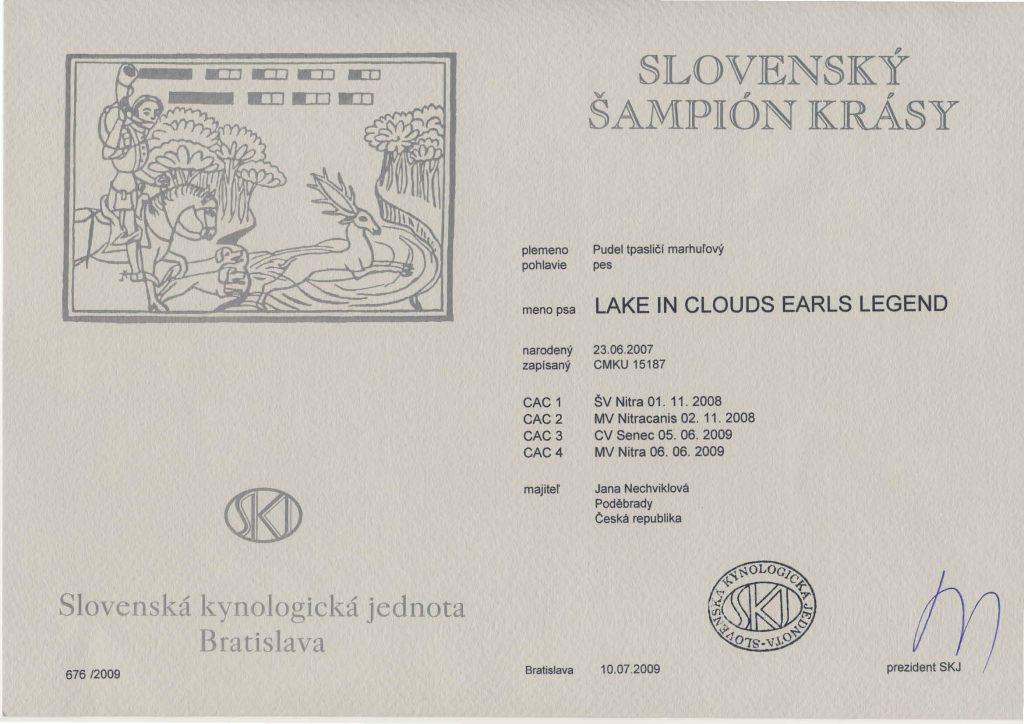 SLOVENSKÝ
ŠAMPIÓN KRÁSY
plemeno Pudel tpasličí marhuľový
pohlavie pes
meno psa LAKE IN CLOUDS EARLS LEGEND
narodený 23.06.2007
zapísaný CMKU 15187
CAC 1 ŠV Nitra 01. 11. 2008
CAC 2 MV Nitracanis 02. 11. 2008
CAC 3 CV Senec 05. 06. 2009
CAC 4 MV Nitra 06. 06. 2009
majiteľ Jana Nechviklová
Poděbrady
Česká republika
SKJ
Slovenská kynologická jednota
Bratislava
676 /2009
SLOVENSKÁ KYNOLOGICKÁ JEDNOTA
SKJ
Bratislava 10.07.2009
prezident SKJ